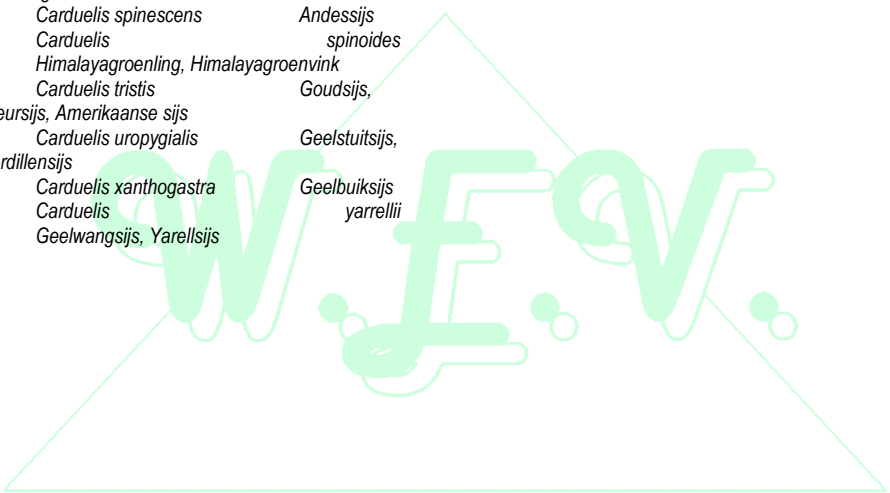 Carduelis spinescens Andessijs
Carduelis spinoides
Himalayagroenling, Himalayagroenvink
Carduelis tristis Goudsijs,
eursijs, Amerikaanse sijs
Carduelis uropygialis Geelstuitsijs,
rdillensijs
Carduelis xanthogastra Geelbuiksijs
Carduelis yarrellii
Geelwangsijs, Yarellsijs
W.E.V.